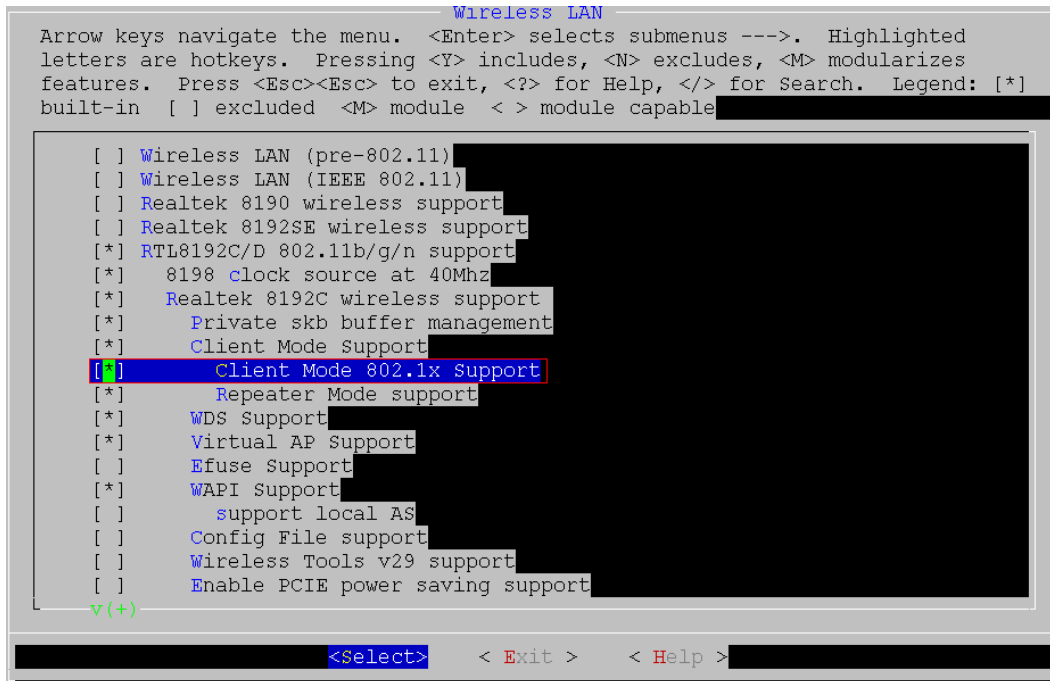 Wireless LAN
Arrow keys navigate the menu.  <Enter> selects submenus --->.  Highlighted
letters are hotkeys.  Pressing <Y> includes, <N> excludes, <M> modularizes
features.  Press <Esc><Esc> to exit, <?> for Help, </> for Search.  Legend: [*]
built-in  [ ] excluded  <M> module  < > module capable
[ ] Wireless LAN (pre-802.11)
[ ] Wireless LAN (IEEE 802.11)
[ ] Realtek 8190 wireless support
[ ] Realtek 8192SE wireless support
[*] RTL8192C/D 802.11b/g/n support
[*]   8198 clock source at 40Mhz
[*]   Realtek 8192C wireless support
[*]     Private skb buffer management
[*]     Client Mode Support
[*]       Client Mode 802.1x Support
[*]       Repeater Mode support
[*]     WDS Support
[*]     Virtual AP Support
[ ]     Efuse Support
[*]     WAPI Support
[ ]       support local AS
[ ]     Config File support
[ ]     Wireless Tools v29 support
[ ]     Enable PCIE power saving support
v(+)
<Select>    < Exit >    < Help >